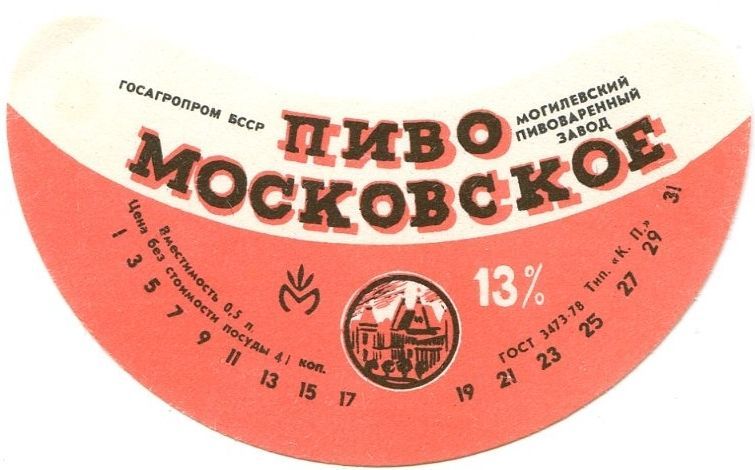 ГОСАГРОПРОМ БССР
МОГИЛЕВСКИЙ
ПИВОВАРЕННЫЙ
ЗАВОД
ПИВО
МОСКОВСКОЕ
Вместимость 0,5 л.
Цена без стоимости посуды 41 коп.
13%
ГОСТ 3473-78 Тип. «К. П.»
1 3 5 7 9 11 13 15 17 19 21 23 25 27 29 31